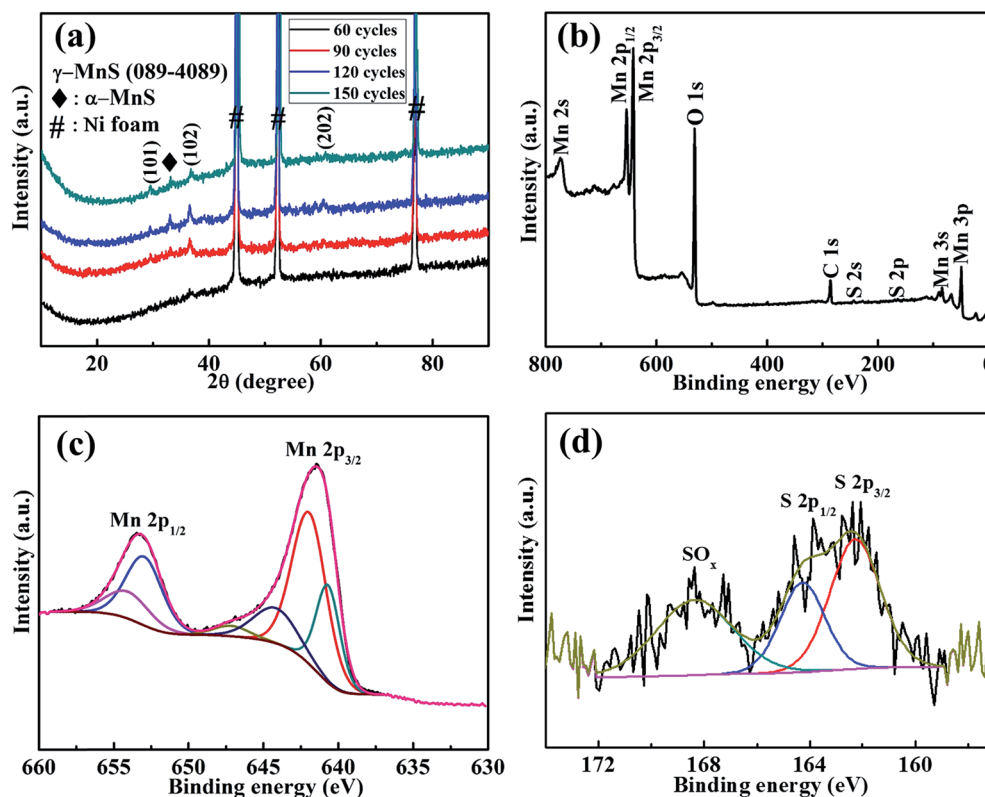 (a)
γ–MnS (089-4089)
◆ : α–MnS
# : Ni foam
60 cycles
90 cycles
120 cycles
150 cycles
# # #
(101)
◆
(102)
(202)
Intensity (a.u.)
20 40 60 80
2θ (degree)
(b)
Mn 2s
Mn 2p1/2
Mn 2p3/2
O 1s
C 1s
S 2s
S 2p
Mn 3s
Mn 3p
Intensity (a.u.)
800 600 400 200 0
Binding energy (eV)
(c)
Mn 2p3/2
Mn 2p1/2
Intensity (a.u.)
660 655 650 645 640 635 630
Binding energy (eV)
(d)
S 2p3/2
S 2p1/2
SOx
Intensity (a.u.)
172 168 164 160
Binding energy (eV)